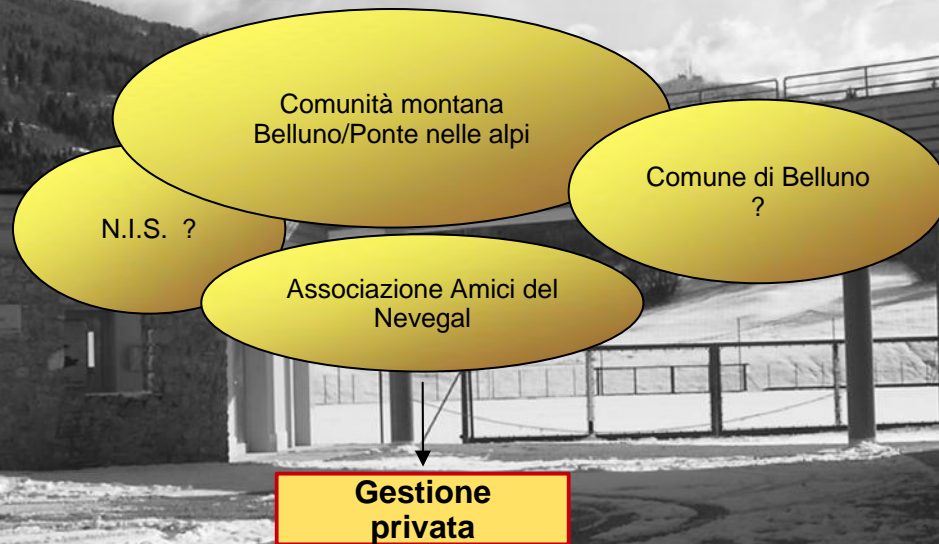 Comunità montana
Belluno/Ponte nelle alpi
Comune di Belluno
?
N.I.S. ?
Associazione Amici del
Nevegal
Gestione
privata